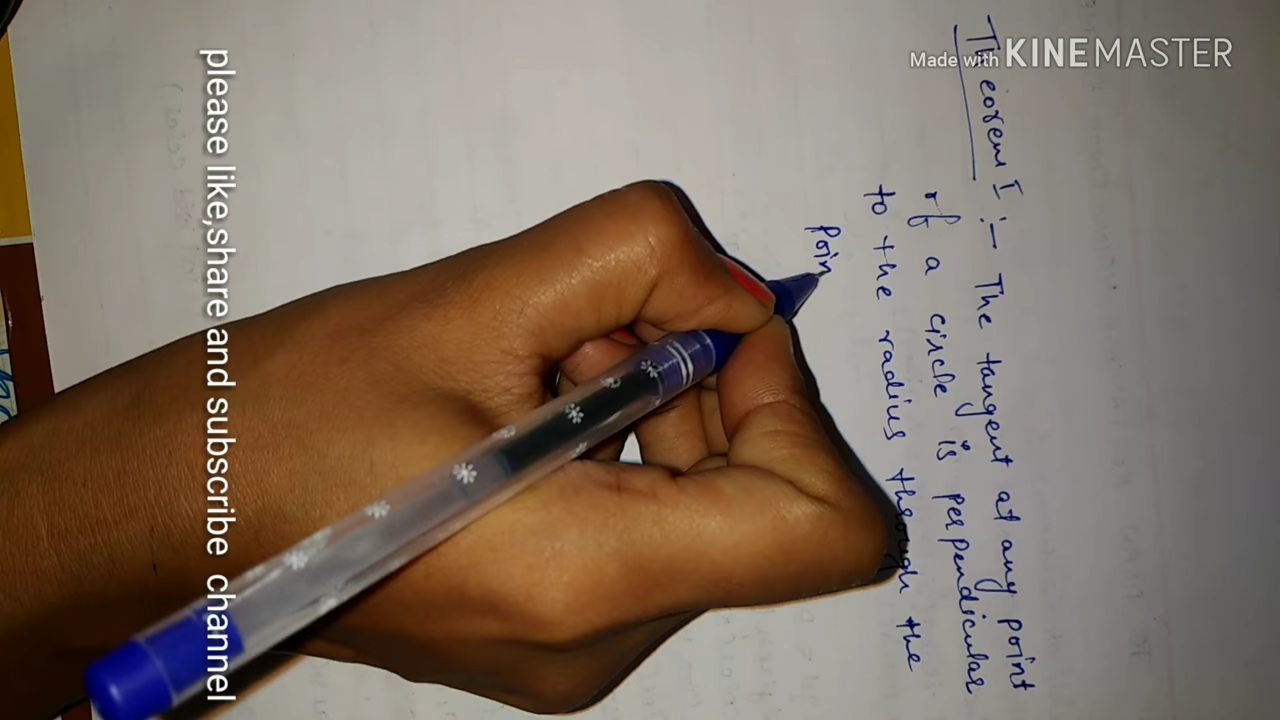 Made with KINEMASTER
Theorem I :- The tangent at any point
of a circle is perpendicular
to the radius through the
Poin
please like,share and subscribe channel